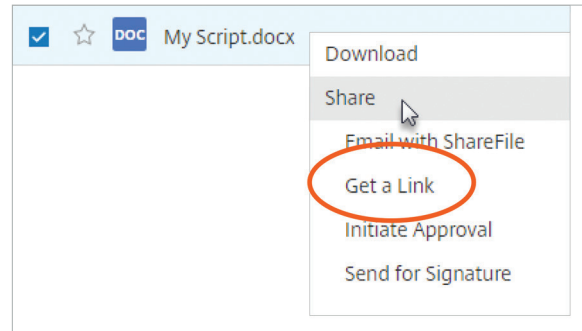 DOC My Script.docx
Download
Share
Email with ShareFile
Get a Link
Initiate Approval
Send for Signature